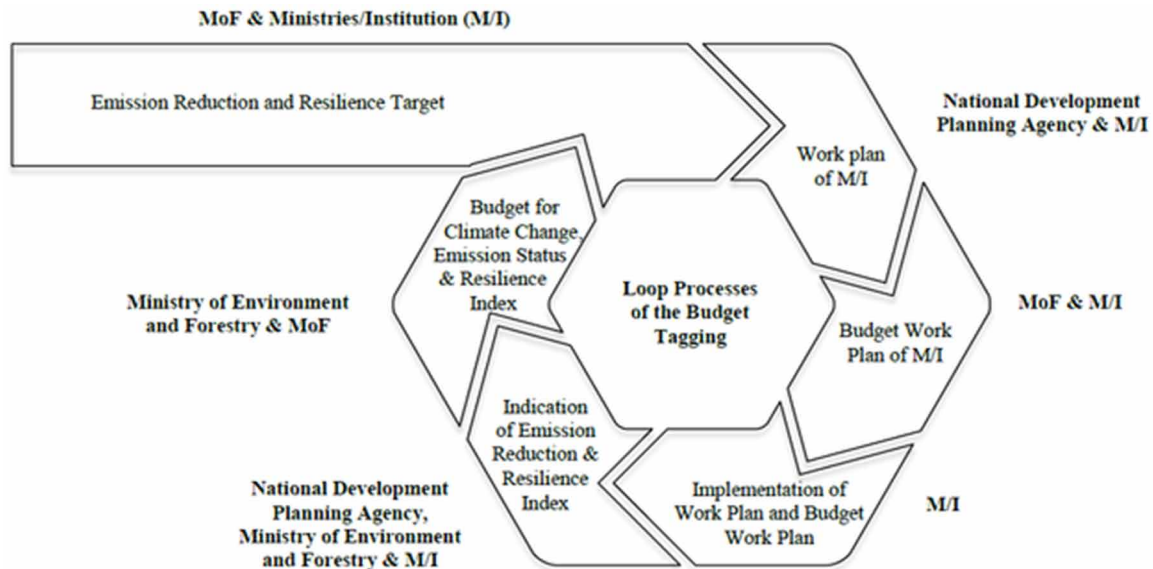 MoF & Ministries/Institution (M/I)
Emission Reduction and Resilience Target
National Development
Planning Agency & M/I
Work plan
of M/I
Budget for
Climate Change,
Emission Status
& Resilience
Index
Loop Processes
of the Budget
Tagging
Ministry of Environment
and Forestry & MoF
MoF & M/I
Budget Work
Plan of M/I
Indication
of Emission
Reduction &
Resilience
Index
Implementation of
Work Plan and Budget
Work Plan
M/I
National Development
Planning Agency,
Ministry of Environment
and Forestry & M/I